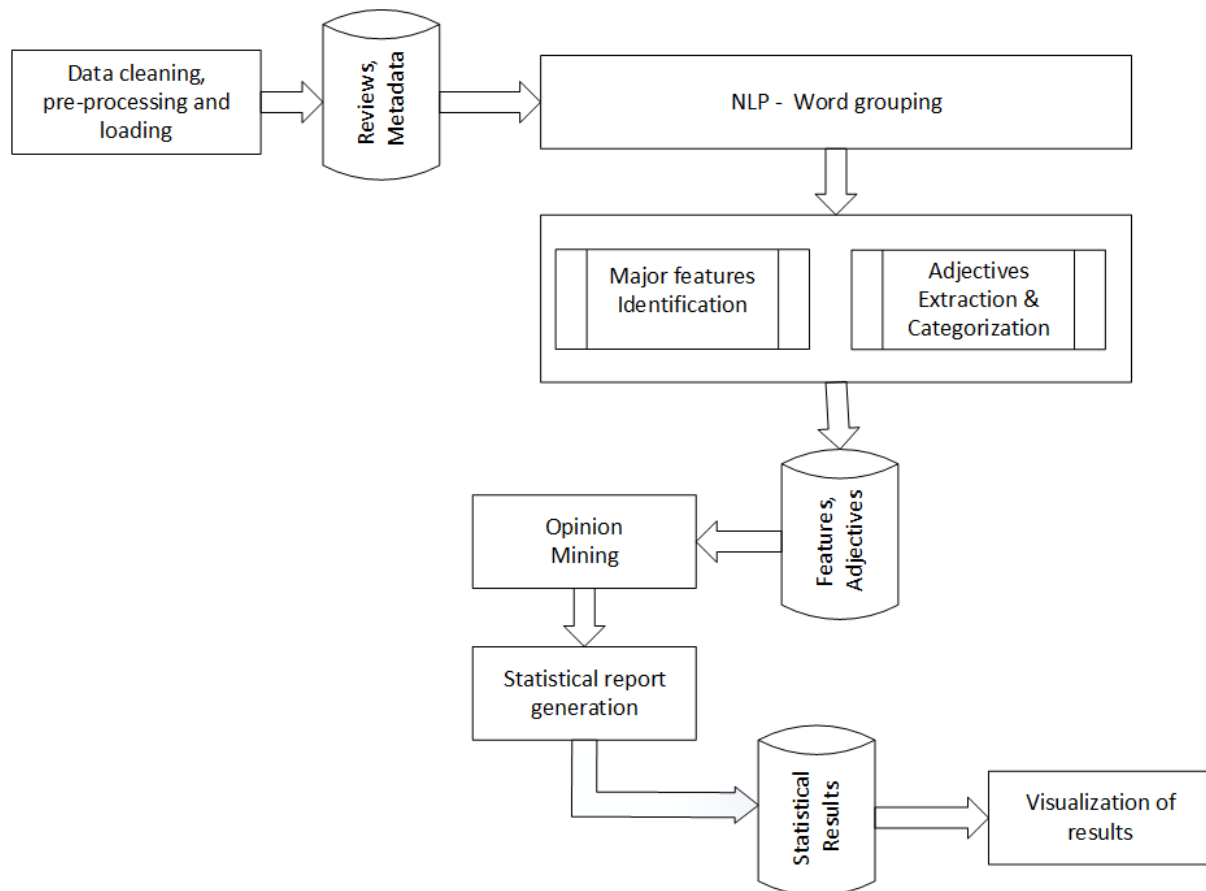 Data cleaning,
pre-processing and
loading
Reviews,
Metadata
NLP - Word grouping
Major features
Identification
Adjectives
Extraction &
Categorization
Features,
Adjectives
Opinion
Mining
Statistical report
generation
Statistical
Results
Visualization of
results